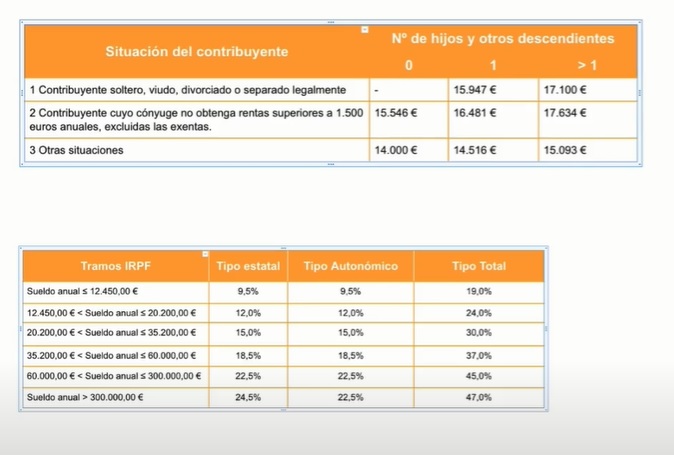 Situación del contribuyente
Nº de hijos y otros descendientes
0 1 > 1
1 Contribuyente soltero, viudo, divorciado o separado legalmente - 15.947 € 17.100 €
2 Contribuyente cuyo cónyuge no obtenga rentas superiores a 1.500 15.546 € 16.481 € 17.634 €
euros anuales, excluidas las exentas.
3 Otras situaciones 14.000 € 14.516 € 15.093 €
Tramos IRPF Tipo estatal Tipo Autonómico Tipo Total
Sueldo anual ≤ 12.450,00 € 9,5% 9,5% 19,0%
12.450,00 € < Sueldo anual ≤ 20.200,00 € 12,0% 12,0% 24,0%
20.200,00 € < Sueldo anual ≤ 35.200,00 € 15,0% 15,0% 30,0%
35.200,00 € < Sueldo anual ≤ 60.000,00 € 18,5% 18,5% 37,0%
60.000,00 € < Sueldo anual ≤ 300.000,00 € 22,5% 22,5% 45,0%
Sueldo anual > 300.000,00 € 24,5% 22,5% 47,0%